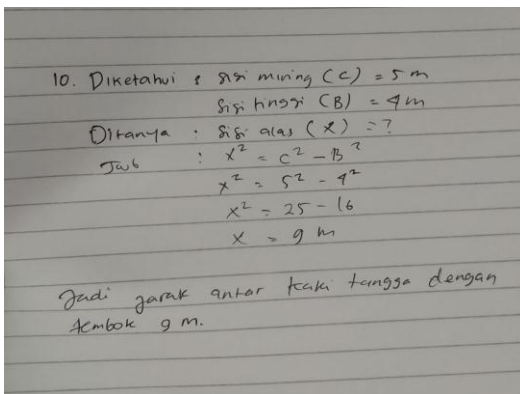 10. Diketahui : sisi miring (C) = 5 m
Sisi tinggi (B) = 4 m
Ditanya : Sisi alas (x) = ?
Jwb : x² = c² - B²
x² = 5² - 4²
x² = 25 - 16
x = 9 m
Jadi jarak antar kaki tangga dengan
tembok 9 m.